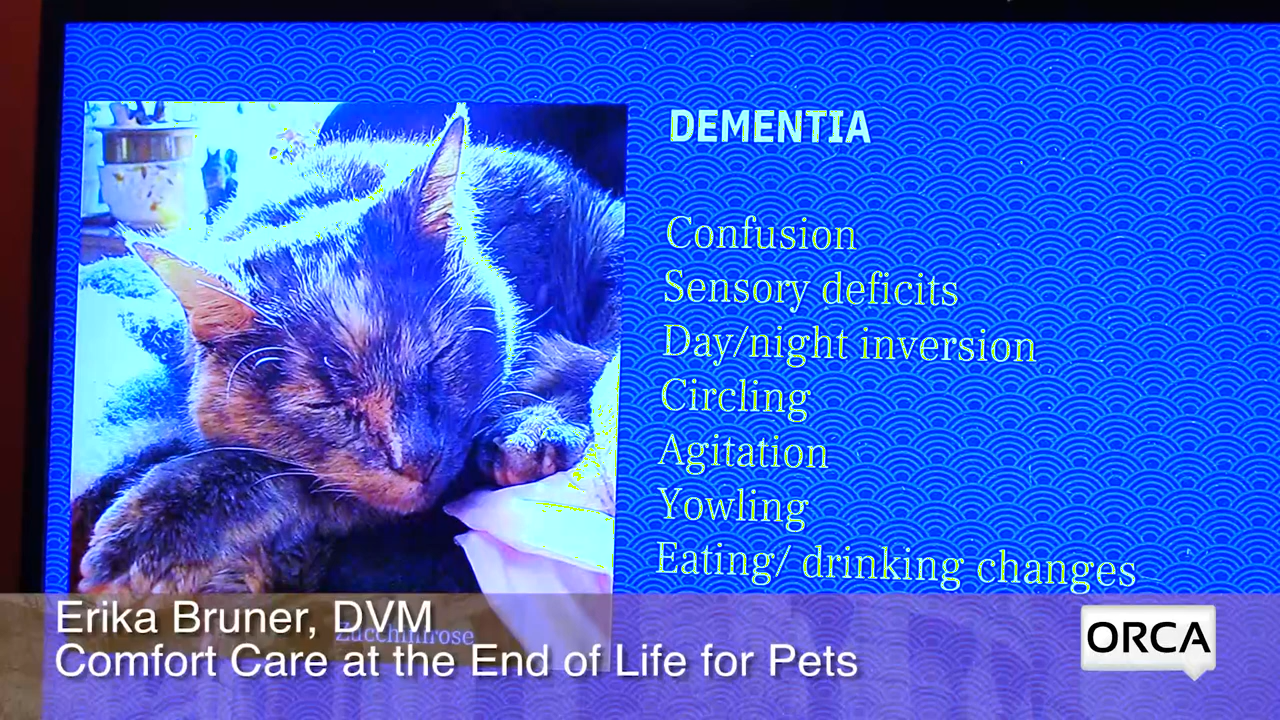 DEMENTIA
Confusion
Sensory deficits
Day/night inversion
Circling
Agitation
Yowling
Eating/ drinking changes
Erika Bruner, DVM
Comfort Care at the End of Life for Pets
ORCA